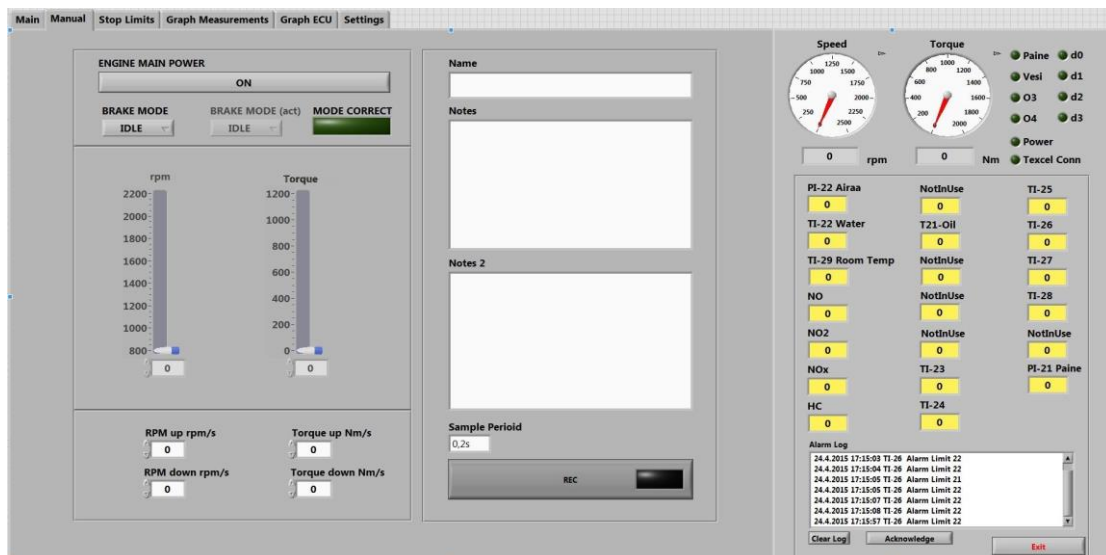 Main Manual Stop Limits Graph Measurements Graph ECU Settings
ENGINE MAIN POWER
ON
BRAKE MODE BRAKE MODE (act) MODE CORRECT
IDLE IDLE
rpm
2200
2000
1800
1600
1400
1200
1000
800
0
Torque
1200
1000
800
600
400
200
0
0
RPM up rpm/s Torque up Nm/s
0 0
RPM down rpm/s Torque down Nm/s
0 0
Name
Notes
Notes 2
Sample Perioid
0,2s
REC
Speed
250 500 750 1000 1250 1500 1750 2000 2250 2500
0 rpm
Torque
200 400 600 800 1000 1200 1400 1600 2000
0 Nm
Paine d0
Vesi d1
O3 d2
O4 d3
Power
Texcel Conn
PI-22 Airaa NotInUse TI-25
0 0 0
TI-22 Water T21-Oil TI-26
0 0 0
TI-29 Room Temp NotInUse TI-27
0 0 0
NO NotInUse TI-28
0 0 0
NO2 NotInUse NotInUse
0 0 0
NOx TI-23 PI-21 Paine
0 0 0
HC TI-24
0 0
Alarm Log
24.4.2015 17:15:03 TI-26 Alarm Limit 22
24.4.2015 17:15:04 TI-26 Alarm Limit 22
24.4.2015 17:15:05 TI-26 Alarm Limit 21
24.4.2015 17:15:05 TI-26 Alarm Limit 22
24.4.2015 17:15:07 TI-26 Alarm Limit 22
24.4.2015 17:15:08 TI-26 Alarm Limit 22
24.4.2015 17:15:57 TI-26 Alarm Limit 22
Clear Log Acknowledge
Exit